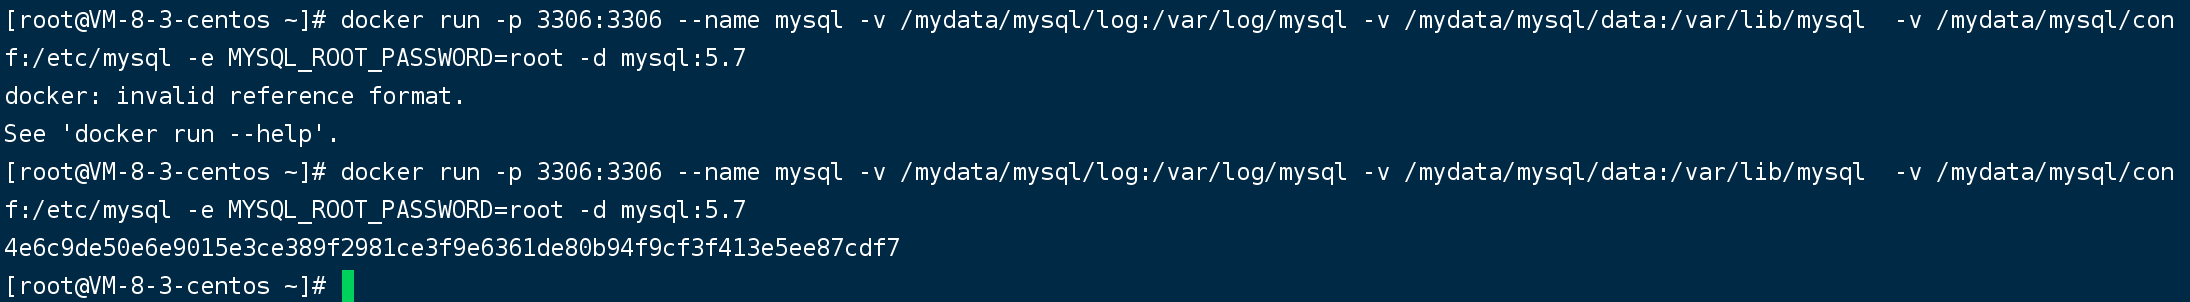 [root@VM-8-3-centos ~]# docker run -p 3306:3306 --name mysql -v /mydata/mysql/log:/var/log/mysql -v /mydata/mysql/data:/var/lib/mysql  -v /mydata/mysql/con
f:/etc/mysql -e MYSQL_ROOT_PASSWORD=root -d mysql:5.7
docker: invalid reference format.
See 'docker run --help'.
[root@VM-8-3-centos ~]# docker run -p 3306:3306 --name mysql -v /mydata/mysql/log:/var/log/mysql -v /mydata/mysql/data:/var/lib/mysql  -v /mydata/mysql/con
f:/etc/mysql -e MYSQL_ROOT_PASSWORD=root -d mysql:5.7
4e6c9de50e6e9015e3ce389f2981ce3f9e6361de80b94f9cf3f413e5ee87cdf7
[root@VM-8-3-centos ~]#